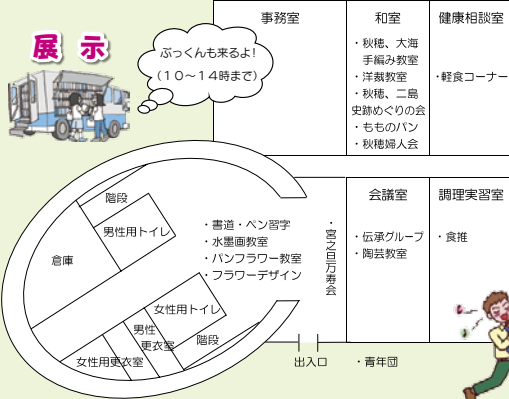 展示
ぶっくんも来るよ!
(10～14時まで)
事務室
和室
・秋穂、大海
手編み教室
・洋裁教室
・秋穂、二島
史跡めぐりの会
・もものパン
・秋穂婦人会
健康相談室
・軽食コーナー
階段
男性用トイレ
倉庫
・書道・ペン習字
・水墨画教室
・パンフラワー教室
・フラワーデザイン
・宮之旦万寿会
会議室
・伝承グループ
・陶芸教室
調理実習室
・食推
女性用トイレ
男性
更衣室
階段
女性用更衣室
出入口
・青年団